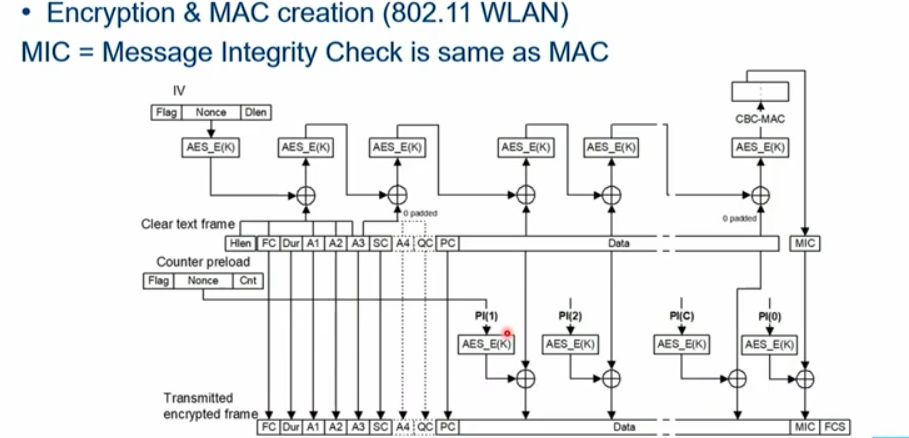 • Encryption & MAC creation (802.11 WLAN)
MIC = Message Integrity Check is same as MAC
IV
Flag Nonce Dlen
CBC-MAC
AES_E(K) AES_E(K) AES_E(K) AES_E(K) AES_E(K) AES_E(K)
0 padded 0 padded
Clear text frame
Hlen FC Dur A1 A2 A3 SC A4 QC PC Data MIC
Counter preload
Flag Nonce Cnt
PI(1) PI(2) PI(C) PI(0)
AES_E(K) AES_E(K) AES_E(K) AES_E(K)
Transmitted
encrypted frame
FC Dur A1 A2 A3 SC A4 QC PC Data MIC FCS